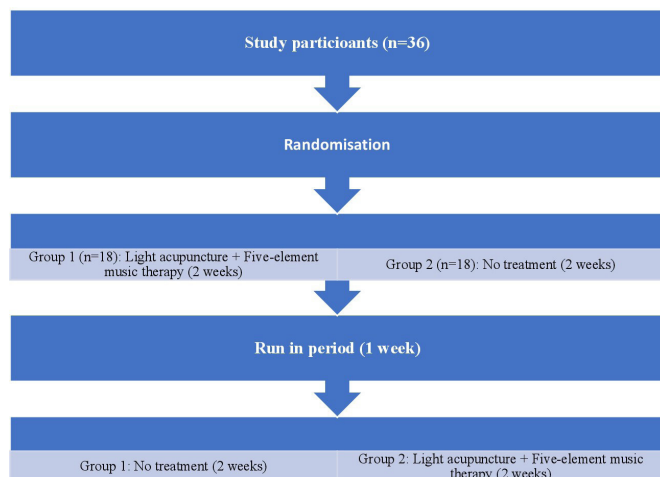 Study particioants (n=36)
Randomisation
Group 1 (n=18): Light acupuncture + Five-element
music therapy (2 weeks)
Group 2 (n=18): No treatment (2 weeks)
Run in period (1 week)
Group 1: No treatment (2 weeks)
Group 2: Light acupuncture + Five-element music
therapy (2 weeks)